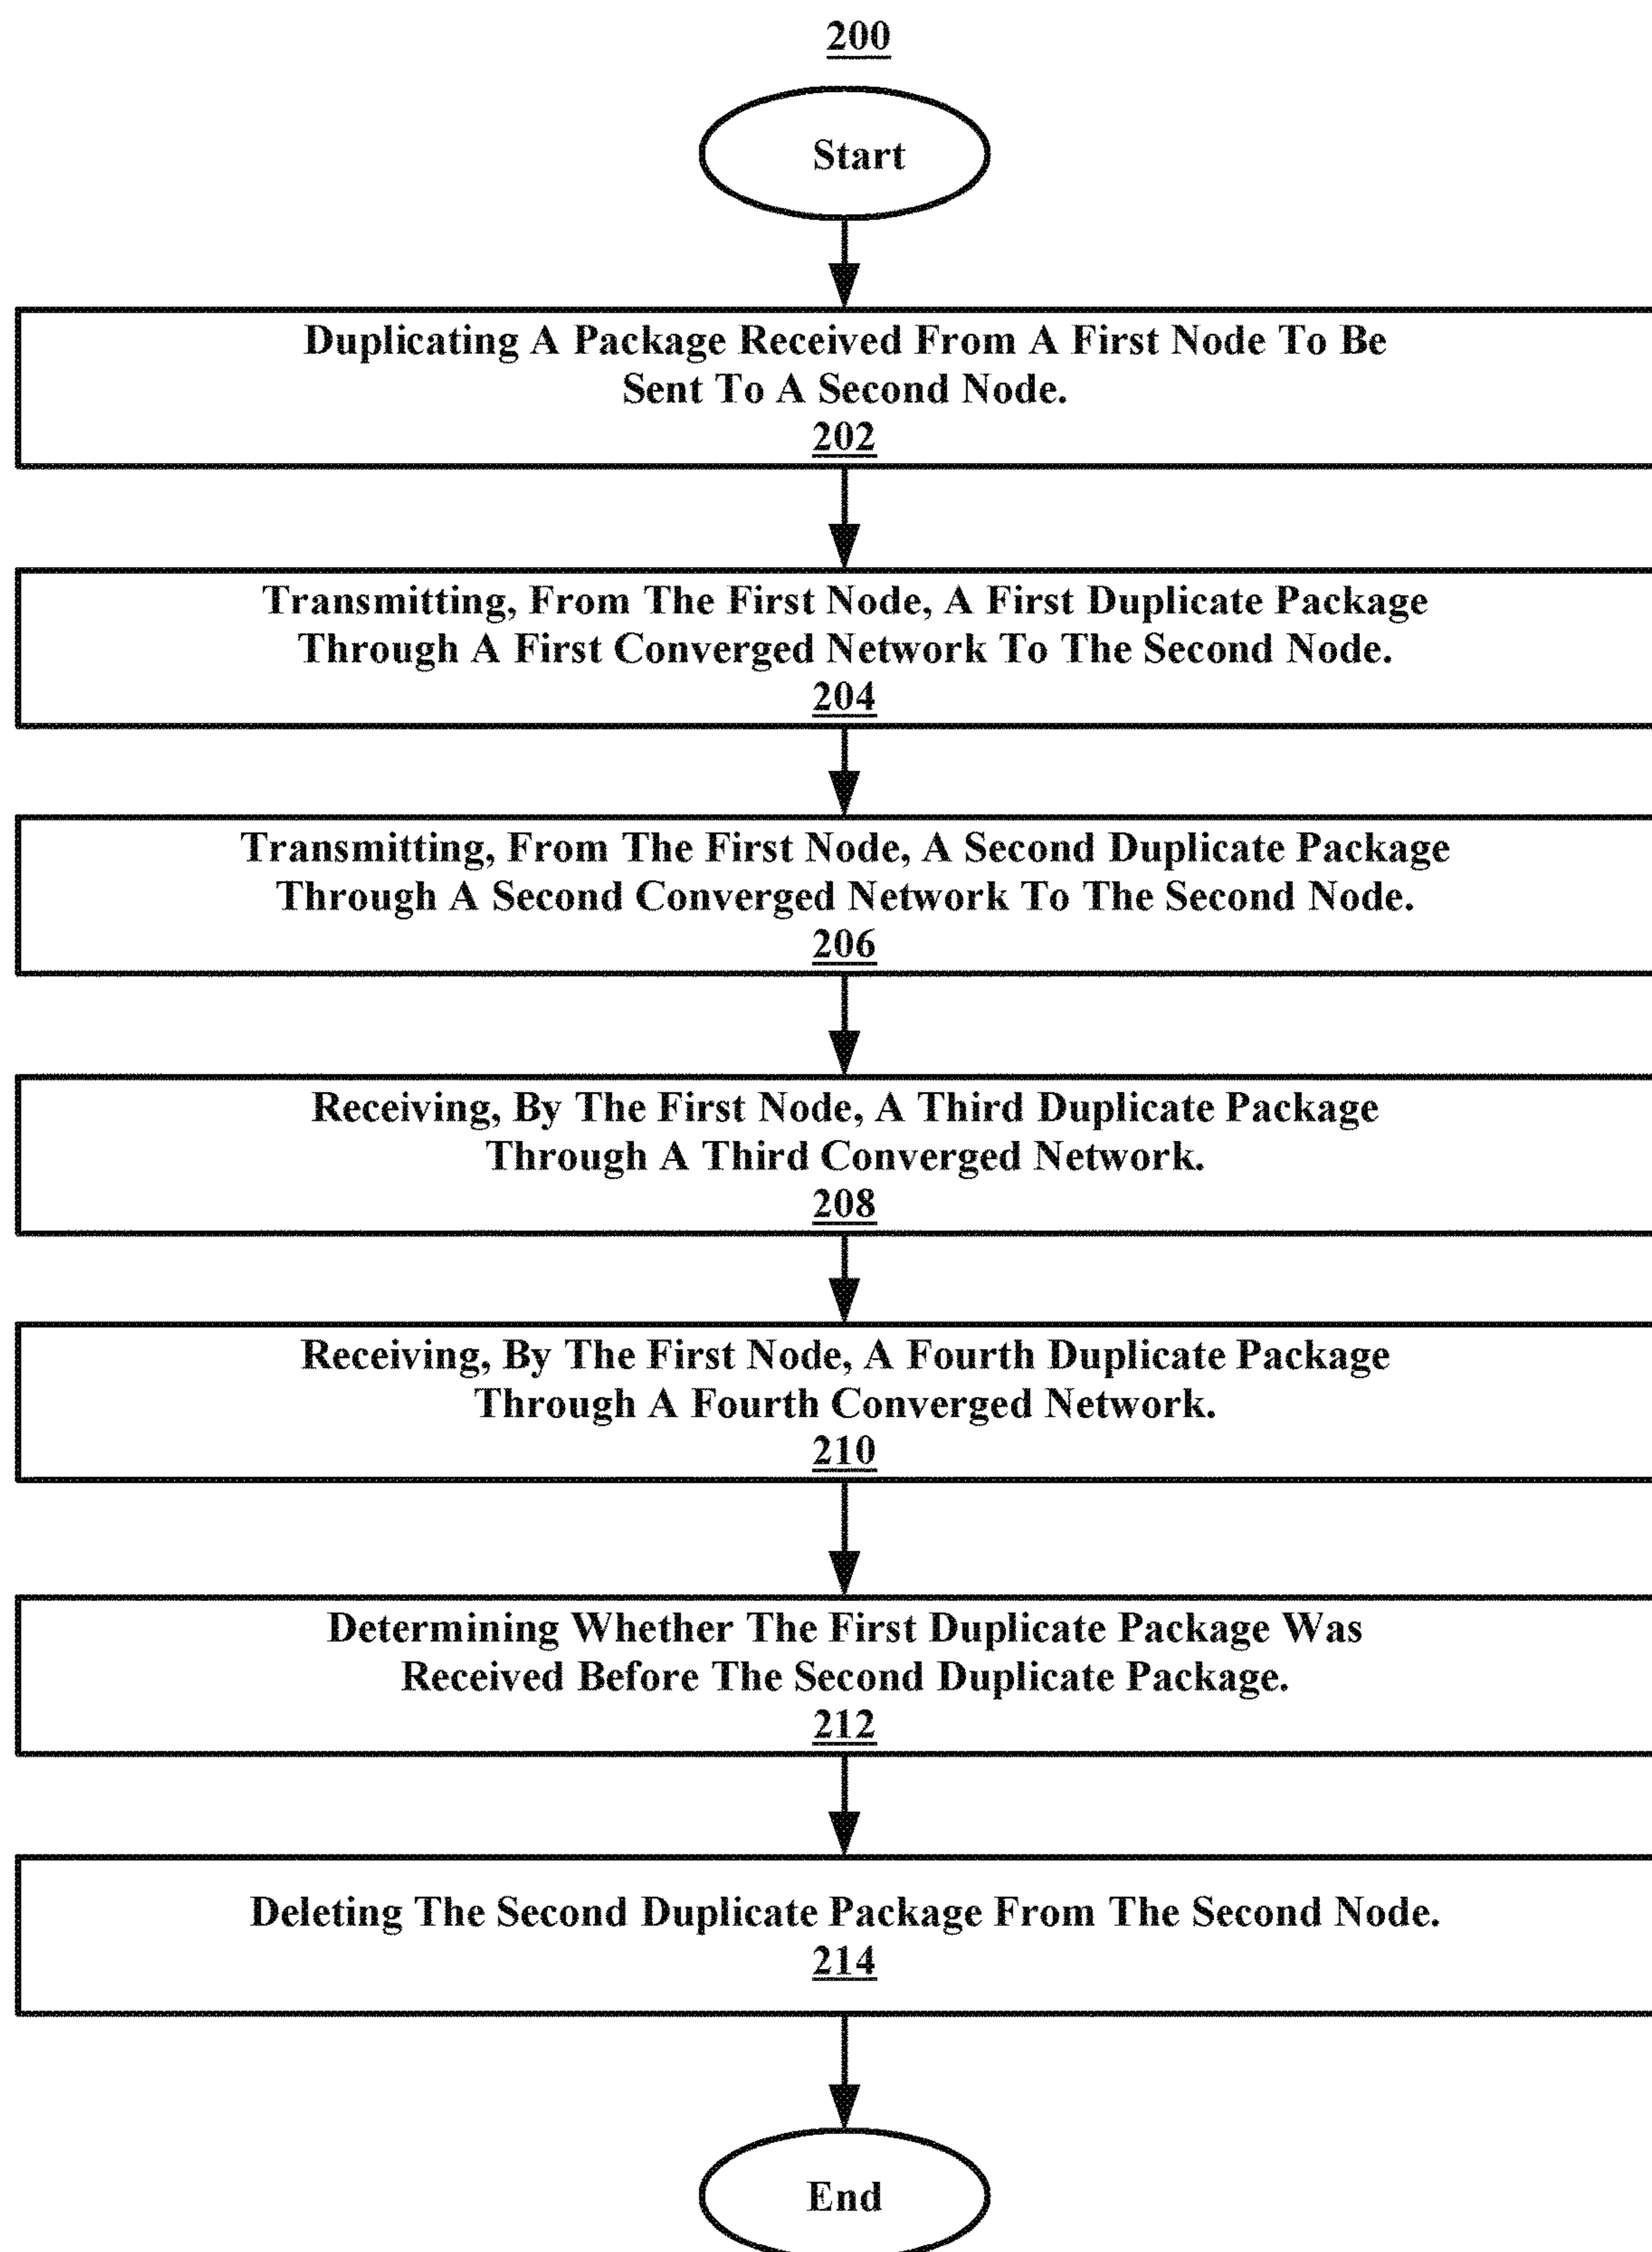 200
Start
Duplicating A Package Received From A First Node To Be
Sent To A Second Node.
202
Transmitting, From The First Node, A First Duplicate Package
Through A First Converged Network To The Second Node.
204
Transmitting, From The First Node, A Second Duplicate Package
Through A Second Converged Network To The Second Node.
206
Receiving, By The First Node, A Third Duplicate Package
Through A Third Converged Network.
208
Receiving, By The First Node, A Fourth Duplicate Package
Through A Fourth Converged Network.
210
Determining Whether The First Duplicate Package Was
Received Before The Second Duplicate Package.
212
Deleting The Second Duplicate Package From The Second Node.
214
End